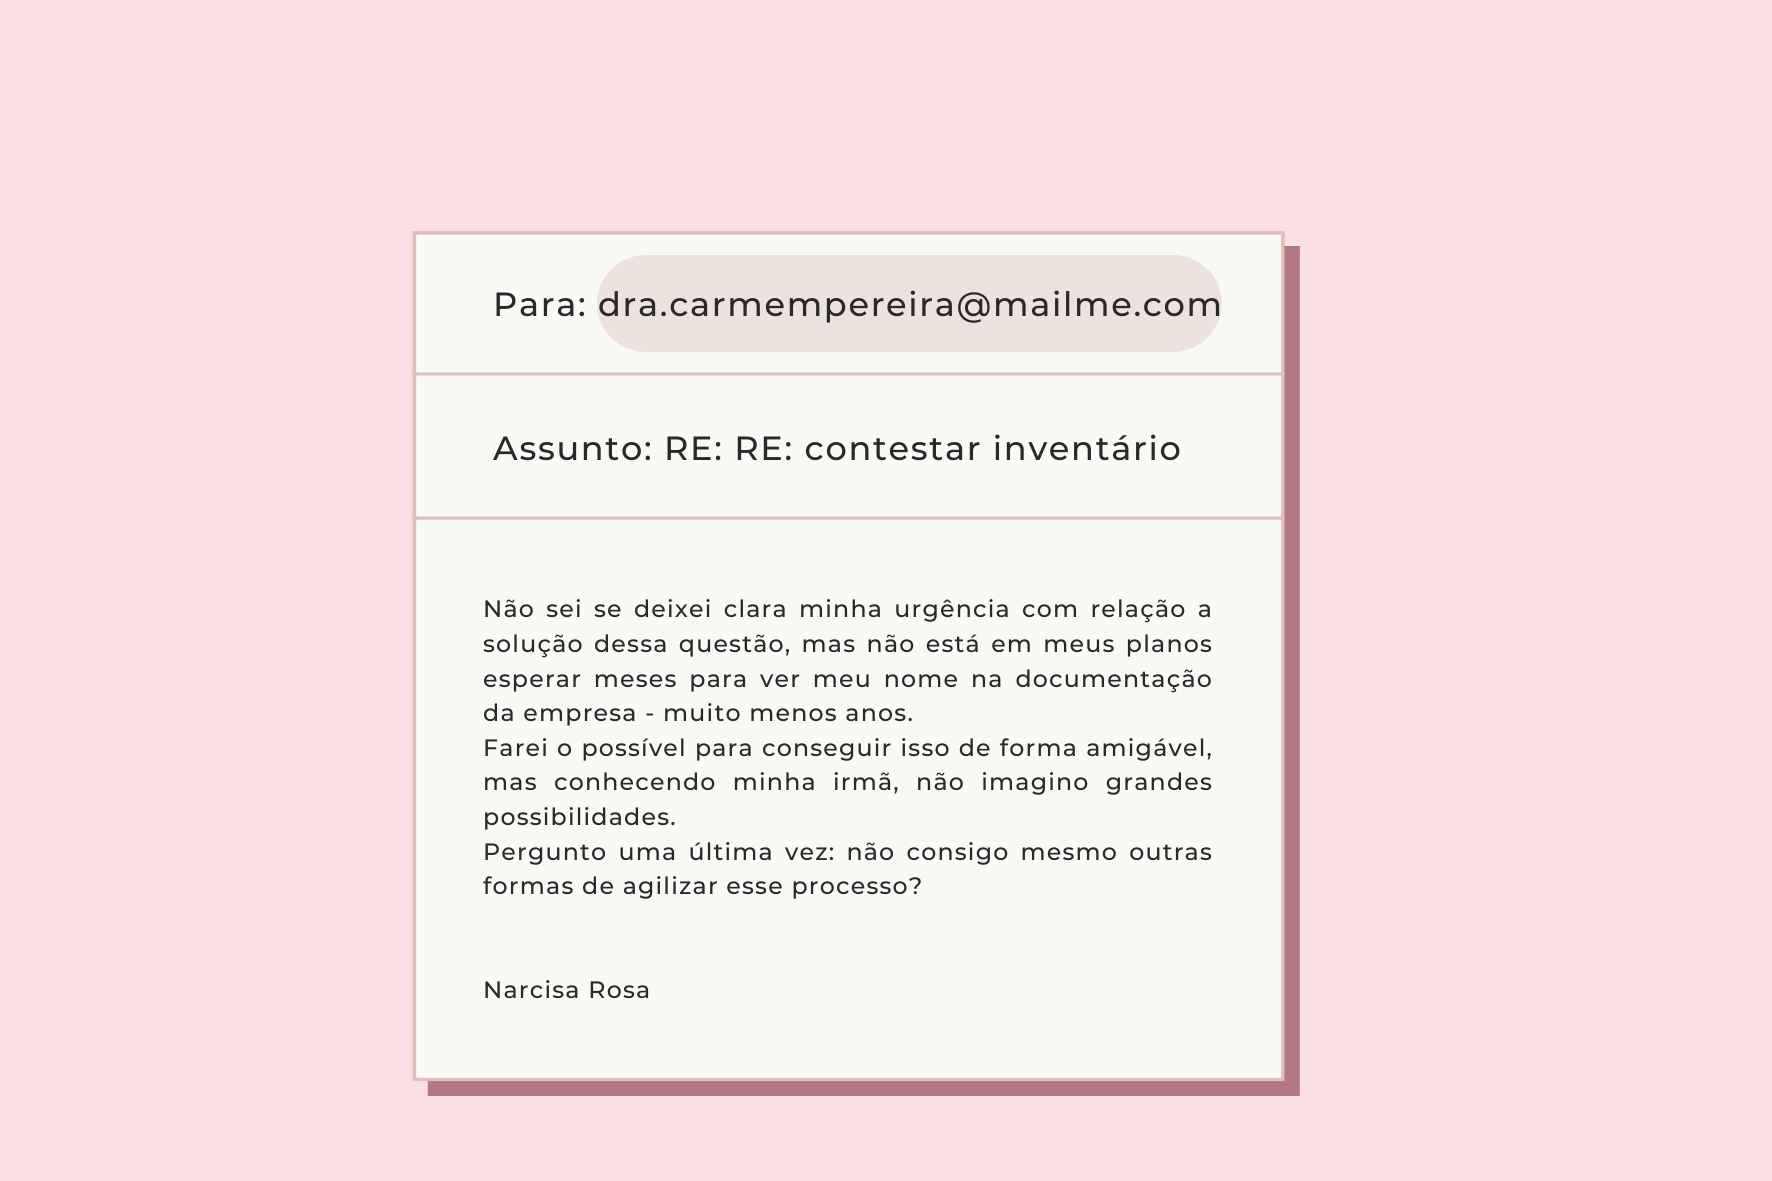 Para: dra.carmempereira@mailme.com
Assunto: RE: RE: contestar inventário
Não sei se deixei clara minha urgência com relação a
solução dessa questão, mas não está em meus planos
esperar meses para ver meu nome na documentação
da empresa - muito menos anos.
Farei o possível para conseguir isso de forma amigável,
mas conhecendo minha irmã, não imagino grandes
possibilidades.
Pergunto uma última vez: não consigo mesmo outras
formas de agilizar esse processo?
Narcisa Rosa